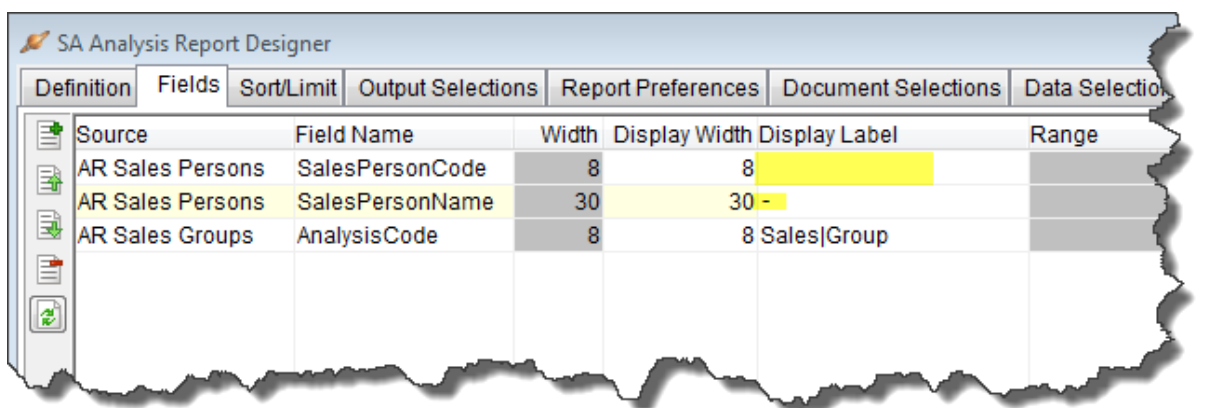 SA Analysis Report Designer
Definition Fields Sort/Limit Output Selections Report Preferences Document Selections Data Selection
Source Field Name Width Display Width Display Label Range
AR Sales Persons SalesPersonCode 8 8
AR Sales Persons SalesPersonName 30 30 -
AR Sales Groups AnalysisCode 8 8 Sales|Group